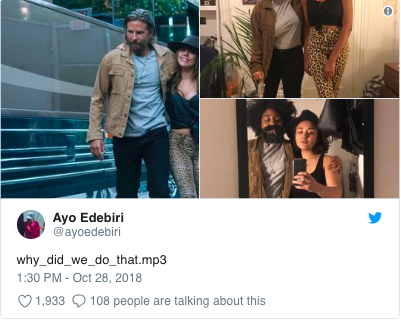 Ayo Edebiri
@ayoedebiri
why_did_we_do_that.mp3
1:30 PM - Oct 28, 2018
1,933
108 people are talking about this